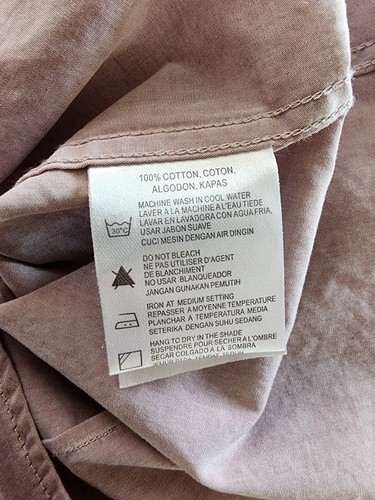 100% COTTON, COTON,
ALGODON, KAPAS
MACHINE WASH IN COOL WATER
LAVER A LA MACHINE A L'EAU TIEDE
LAVAR EN LAVADORA CON AGUA FRIA,
USAR JABON SUAVE
CUCI MESIN DENGAN AIR DINGIN
30°C
DO NOT BLEACH
NE PAS UTILISER D'AGENT
DE BLANCHIMENT
NO USAR BLANQUEADOR
JANGAN GUNAKAN PEMUTIH
IRON AT MEDIUM SETTING
REPASSER A MOYENNE TEMPERATURE
PLANCHAR A TEMPERATURA MEDIA
SETERIKA DENGAN SUHU SEDANG
HANG TO DRY IN THE SHADE
SUSPENDRE POUR SECHER A L'OMBRE
SECAR COLGADO A LA SOMBRA